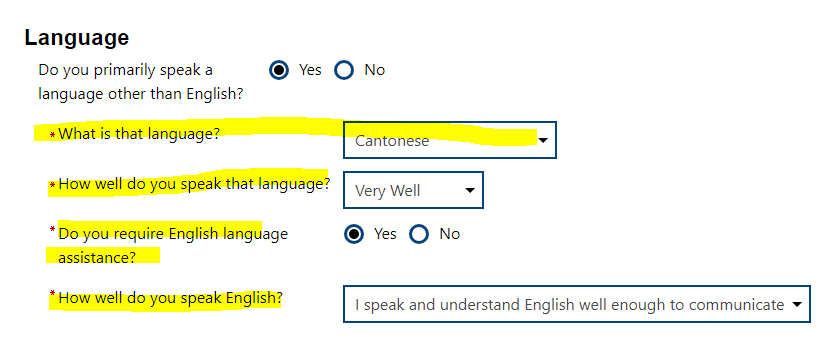 Language
Do you primarily speak a Yes No
language other than English?
* What is that language? Cantonese
* How well do you speak that language? Very Well
* Do you require English language Yes No
assistance?
* How well do you speak English? I speak and understand English well enough to communicate